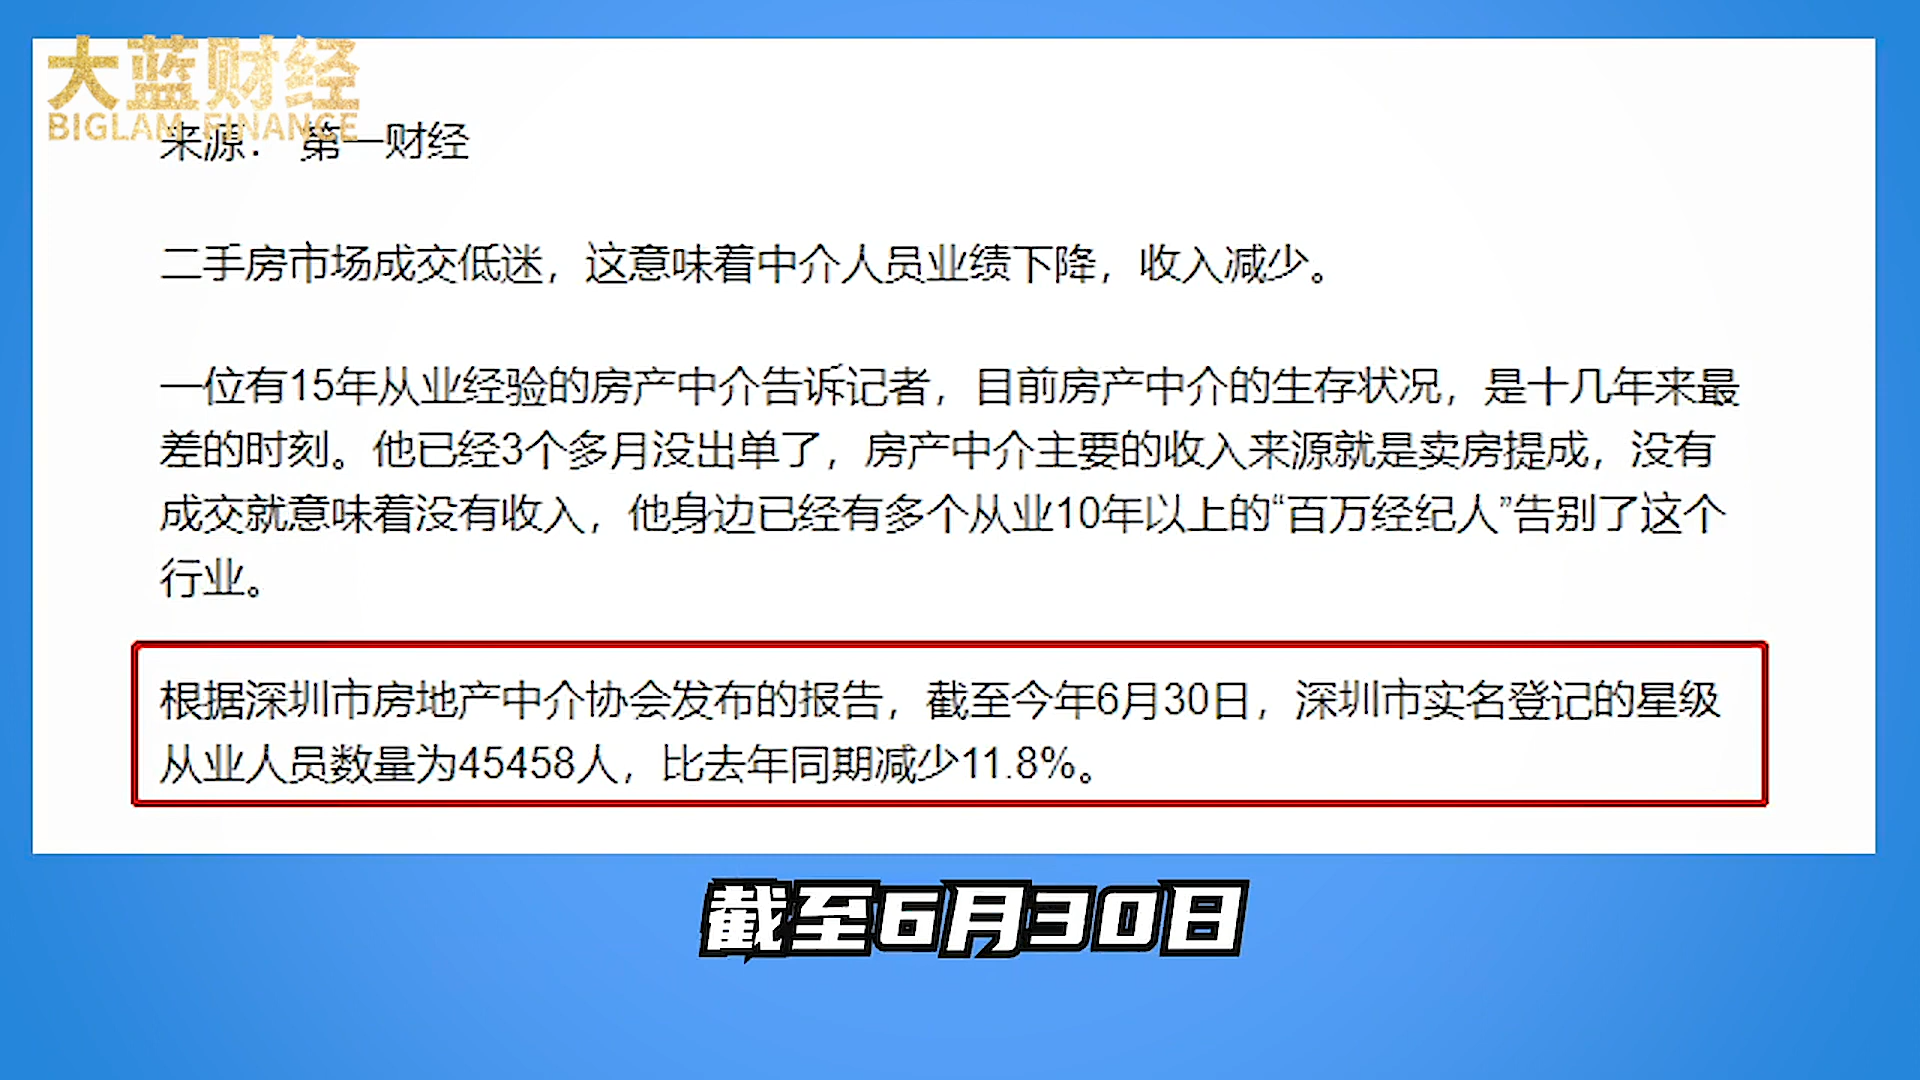 大蓝财经
BIGLAM FINANCE
来源： 第一财经
二手房市场成交低迷，这意味着中介人员业绩下降，收入减少。
一位有15年从业经验的房产中介告诉记者，目前房产中介的生存状况，是十几年来最
差的时刻。他已经3个多月没出单了，房产中介主要的收入来源就是卖房提成，没有
成交就意味着没有收入，他身边已经有多个从业10年以上的“百万经纪人”告别了这个
行业。
根据深圳市房地产中介协会发布的报告，截至今年6月30日，深圳市实名登记的星级
从业人员数量为45458人，比去年同期减少11.8%。
截至6月30日